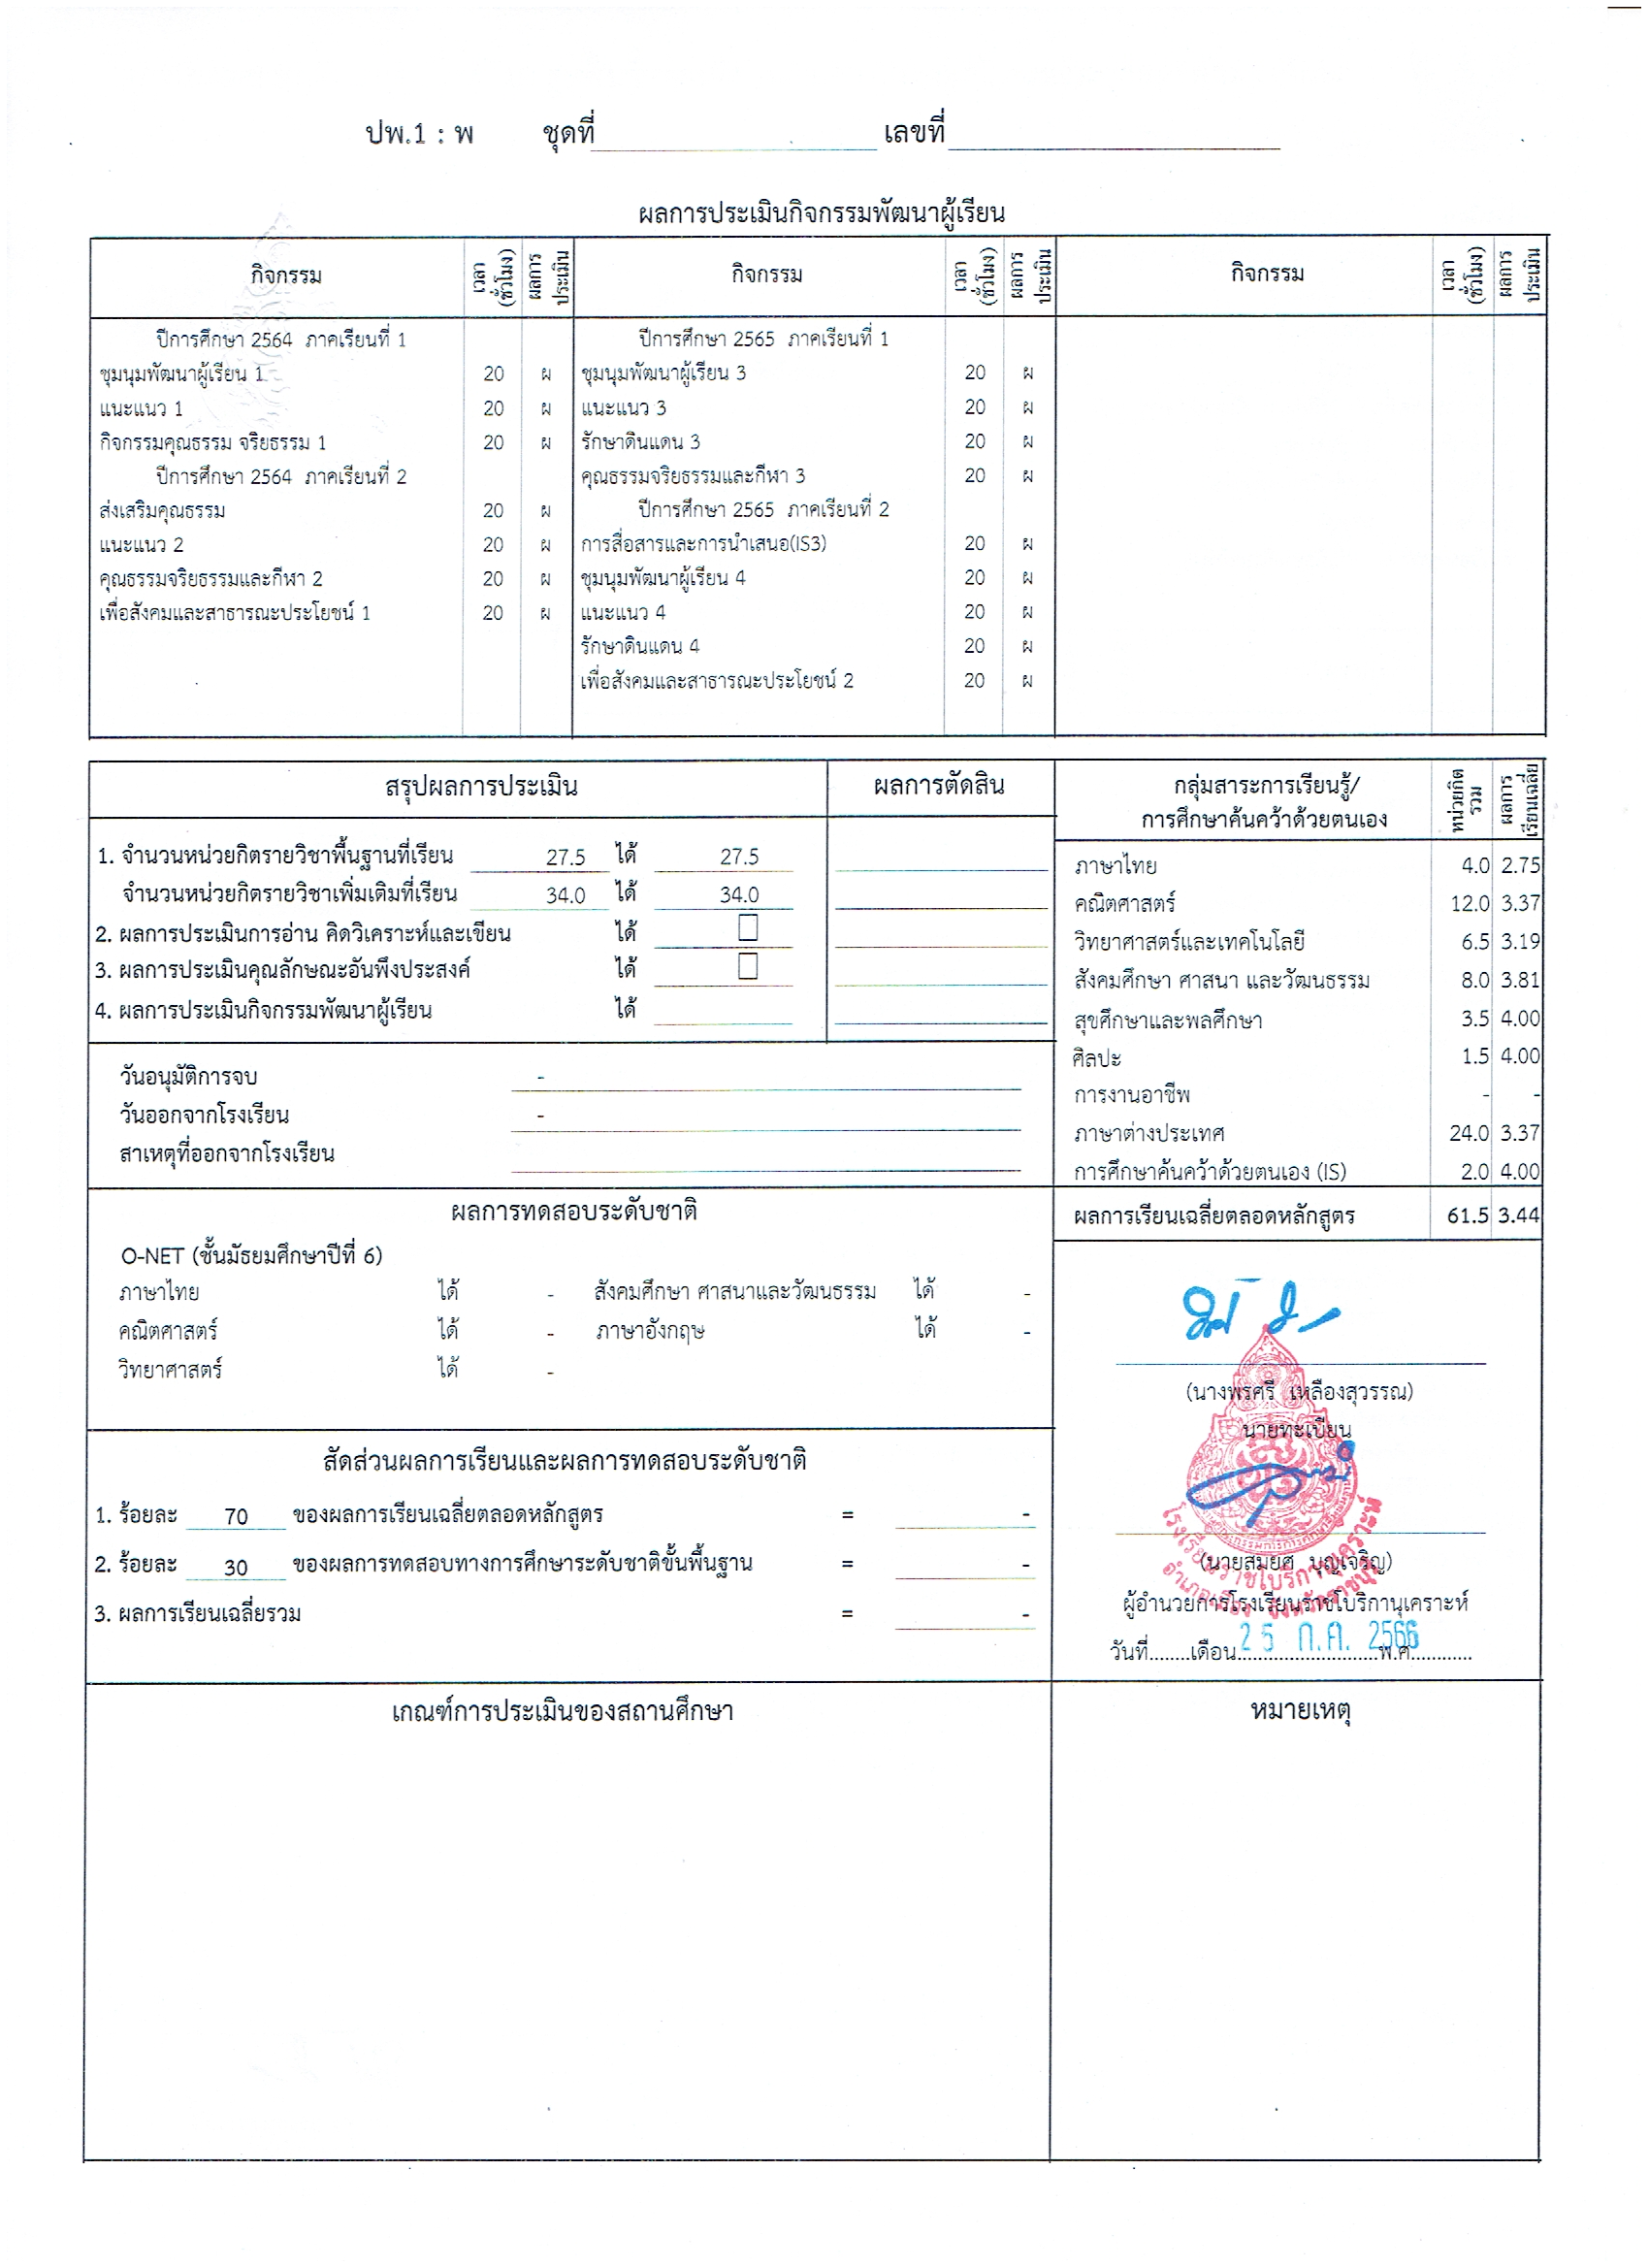 ปพ.1 : พ ชุดที่ เลขที่
ผลการประเมินกิจกรรมพัฒนาผู้เรียน
กิจกรรม เวลา (ชั่วโมง) ผลการประเมิน กิจกรรม เวลา (ชั่วโมง) ผลการประเมิน กิจกรรม เวลา (ชั่วโมง) ผลการประเมิน
ปีการศึกษา 2564 ภาคเรียนที่ 1
ชุมนุมพัฒนาผู้เรียน 1 20 ผ
แนะแนว 1 20 ผ
กิจกรรมคุณธรรม จริยธรรม 1 20 ผ
ปีการศึกษา 2564 ภาคเรียนที่ 2
ส่งเสริมคุณธรรม 20 ผ
แนะแนว 2 20 ผ
คุณธรรมจริยธรรมและกีฬา 2 20 ผ
เพื่อสังคมและสาธารณะประโยชน์ 1 20 ผ
ปีการศึกษา 2565 ภาคเรียนที่ 1
ชุมนุมพัฒนาผู้เรียน 3 20 ผ
แนะแนว 3 20 ผ
รักษาดินแดน 3 20 ผ
คุณธรรมจริยธรรมและกีฬา 3 20 ผ
ปีการศึกษา 2565 ภาคเรียนที่ 2
การสื่อสารและการนำเสนอ(IS3) 20 ผ
ชุมนุมพัฒนาผู้เรียน 4 20 ผ
แนะแนว 4 20 ผ
รักษาดินแดน 4 20 ผ
เพื่อสังคมและสาธารณะประโยชน์ 2 20 ผ
สรุปผลการประเมิน ผลการตัดสิน
1. จำนวนหน่วยกิตรายวิชาพื้นฐานที่เรียน 27.5 ได้ 27.5
จำนวนหน่วยกิตรายวิชาเพิ่มเติมที่เรียน 34.0 ได้ 34.0
2. ผลการประเมินการอ่าน คิดวิเคราะห์และเขียน ได้
3. ผลการประเมินคุณลักษณะอันพึงประสงค์ ได้
4. ผลการประเมินกิจกรรมพัฒนาผู้เรียน ได้
วันอนุมัติการจบ -
วันออกจากโรงเรียน -
สาเหตุที่ออกจากโรงเรียน
กลุ่มสาระการเรียนรู้/ การศึกษาค้นคว้าด้วยตนเอง หน่วยกิตรวม ผลการเรียนเฉลี่ย
ภาษาไทย 4.0 2.75
คณิตศาสตร์ 12.0 3.37
วิทยาศาสตร์และเทคโนโลยี 6.5 3.19
สังคมศึกษา ศาสนา และวัฒนธรรม 8.0 3.81
สุขศึกษาและพลศึกษา 3.5 4.00
ศิลปะ 1.5 4.00
การงานอาชีพ - -
ภาษาต่างประเทศ 24.0 3.37
การศึกษาค้นคว้าด้วยตนเอง (IS) 2.0 4.00
ผลการเรียนเฉลี่ยตลอดหลักสูตร 61.5 3.44
ผลการทดสอบระดับชาติ
O-NET (ชั้นมัธยมศึกษาปีที่ 6)
ภาษาไทย ได้ - สังคมศึกษา ศาสนาและวัฒนธรรม ได้ -
คณิตศาสตร์ ได้ - ภาษาอังกฤษ ได้ -
วิทยาศาสตร์ ได้ -
สัดส่วนผลการเรียนและผลการทดสอบระดับชาติ
1. ร้อยละ 70 ของผลการเรียนเฉลี่ยตลอดหลักสูตร = -
2. ร้อยละ 30 ของผลการทดสอบทางการศึกษาระดับชาติขั้นพื้นฐาน = -
3. ผลการเรียนเฉลี่ยรวม = -
(นางพรศรี เหลืองสุวรรณ)
นายทะเบียน
(นายสมยศ บุญเจริญ)
ผู้อำนวยการโรงเรียนราชโบริกานุเคราะห์
วันที่........เดือน............................พ.ศ............
25 ก.ค. 2566
โรงเรียนราชโบริกานุเคราะห์
อำเภอเมือง จังหวัดราชบุรี
เกณฑ์การประเมินของสถานศึกษา หมายเหตุ